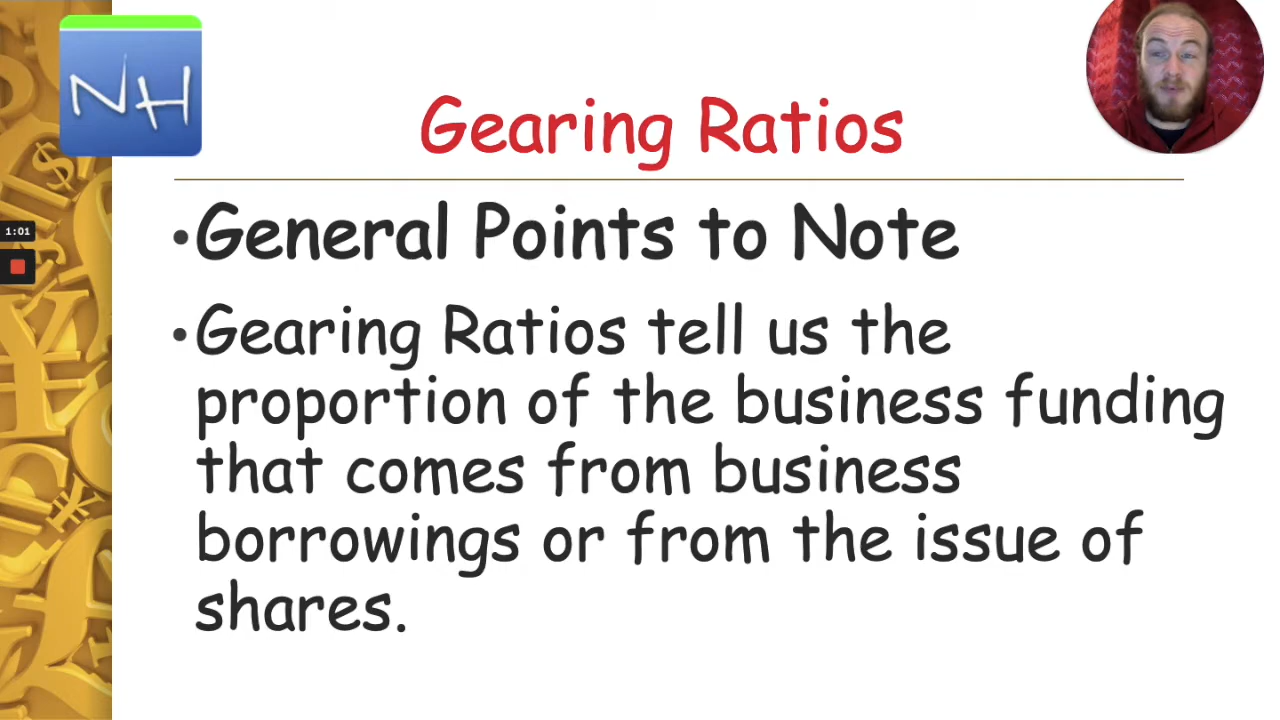 NH
Gearing Ratios
1:01
•General Points to Note
•Gearing Ratios tell us the
proportion of the business funding
that comes from business
borrowings or from the issue of
shares.